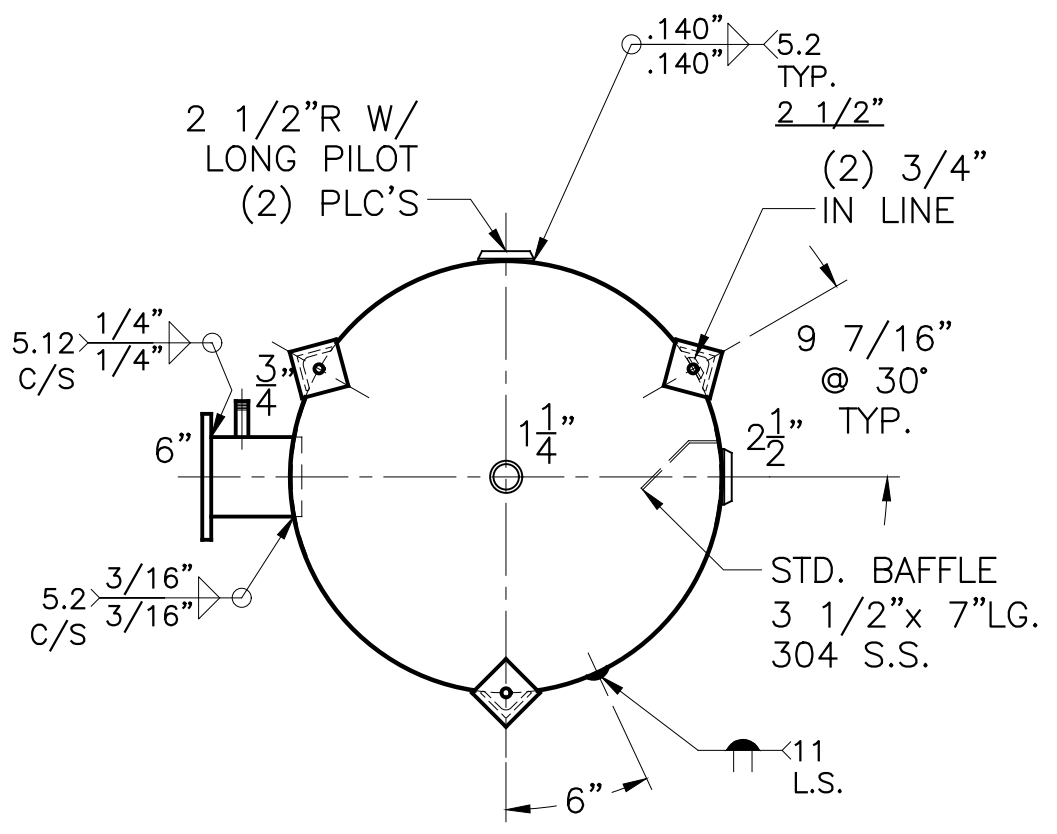 .140”
.140”
5.2
TYP.
2 1/2”
2 1/2”R W/
LONG PILOT
(2) PLC’S
(2) 3/4”
IN LINE
1/4”
1/4”
5.12
C/S
3/4”
9 7/16”
@ 30°
TYP.
6”
1 1/4”
2 1/2”
3/16”
3/16”
5.2
C/S
STD. BAFFLE
3 1/2”x 7”LG.
304 S.S.
11
L.S.
6”